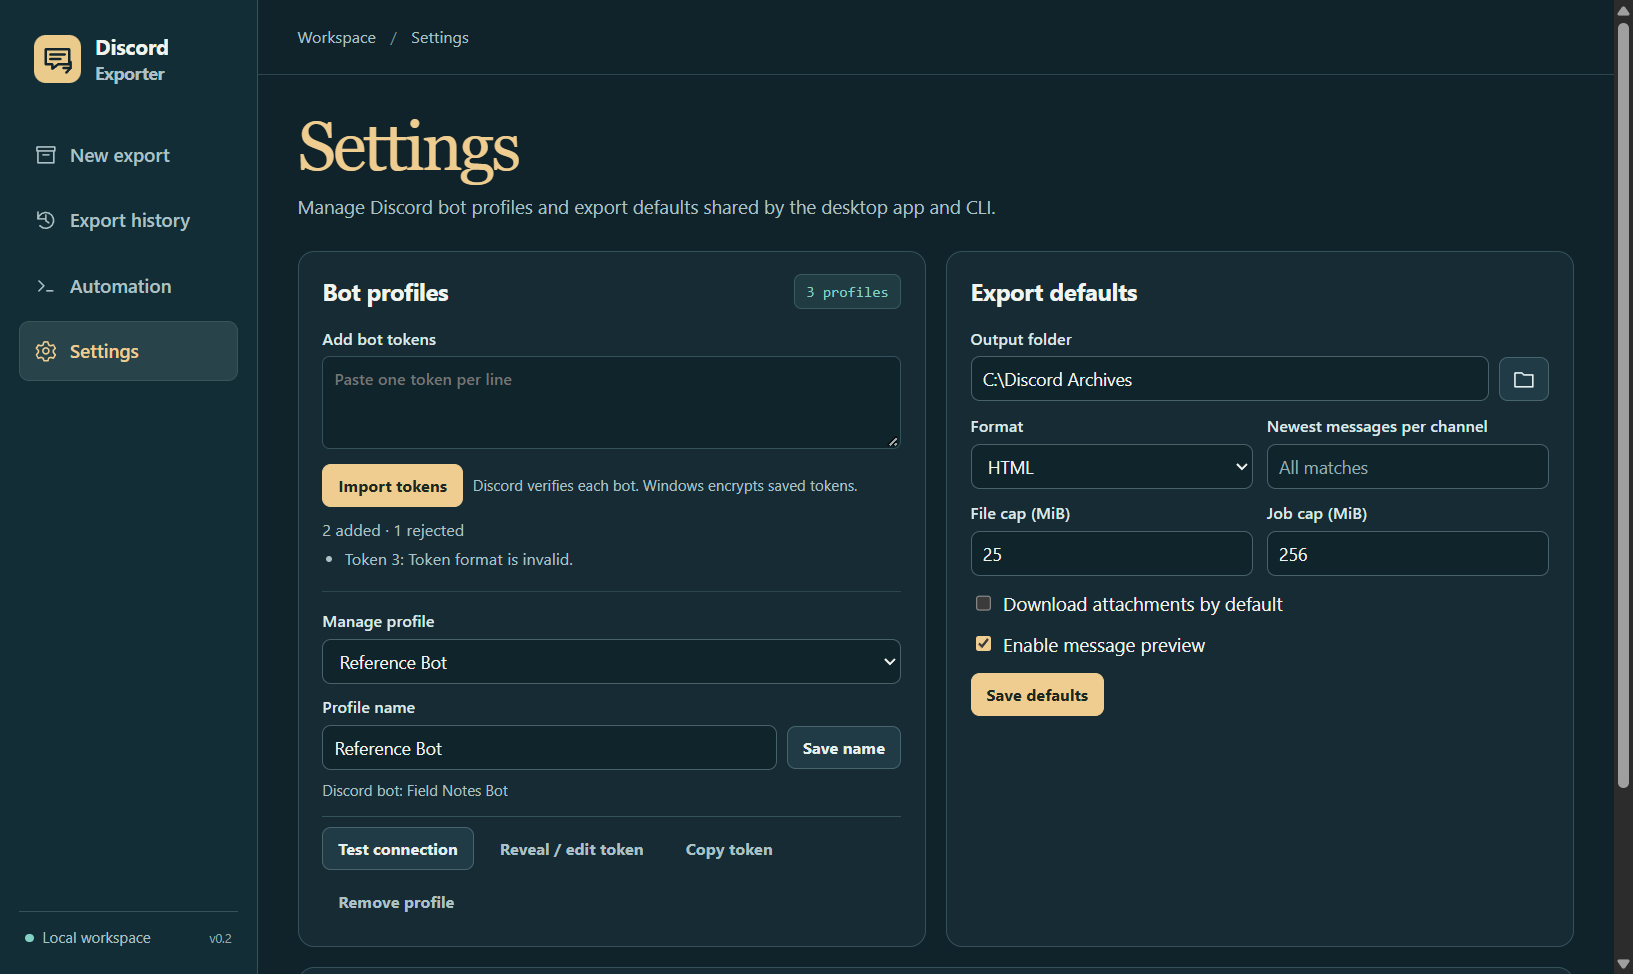 Discord
Exporter
New export
Export history
Automation
Settings
Local workspace
v0.2
Workspace / Settings
Settings
Manage Discord bot profiles and export defaults shared by the desktop app and CLI.
Bot profiles
3 profiles
Add bot tokens
Paste one token per line
Import tokens
Discord verifies each bot. Windows encrypts saved tokens.
2 added · 1 rejected
• Token 3: Token format is invalid.
Manage profile
Reference Bot
Profile name
Reference Bot
Save name
Discord bot: Field Notes Bot
Test connection
Reveal / edit token
Copy token
Remove profile
Export defaults
Output folder
C:\Discord Archives
Format
HTML
Newest messages per channel
All matches
File cap (MiB)
25
Job cap (MiB)
256
Download attachments by default
Enable message preview
Save defaults